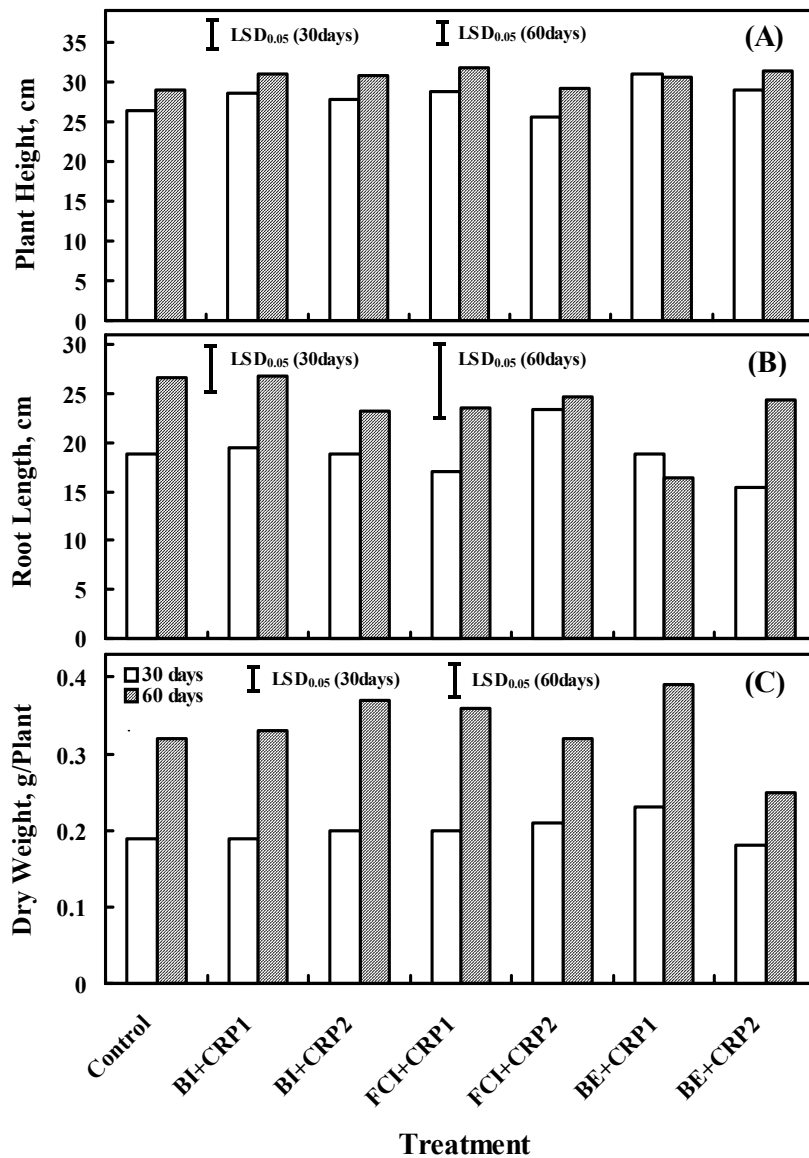 35
30
25
20
15
10
5
0
Plant Height, cm
LSD0.05 (30days)
LSD0.05 (60days)
(A)
30
25
20
15
10
5
0
Root Length, cm
LSD0.05 (30days)
LSD0.05 (60days)
(B)
0.4
0.3
0.2
0.1
0
Dry Weight, g/Plant
30 days
60 days
LSD0.05 (30days)
LSD0.05 (60days)
(C)
Control
BI+CRP1
BI+CRP2
FCI+CRP1
FCI+CRP2
BE+CRP1
BE+CRP2
Treatment